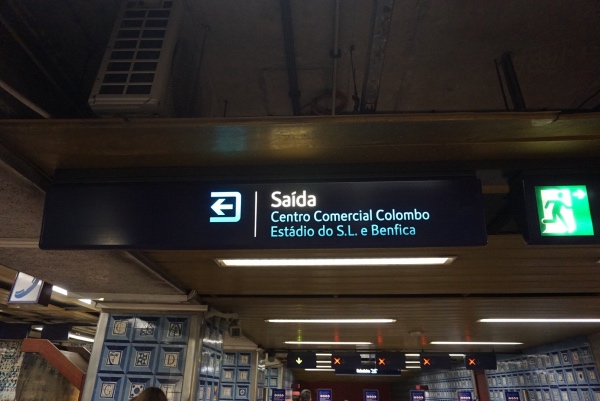 Saída
Centro Comercial Colombo
Estádio do S.L. e Benfica